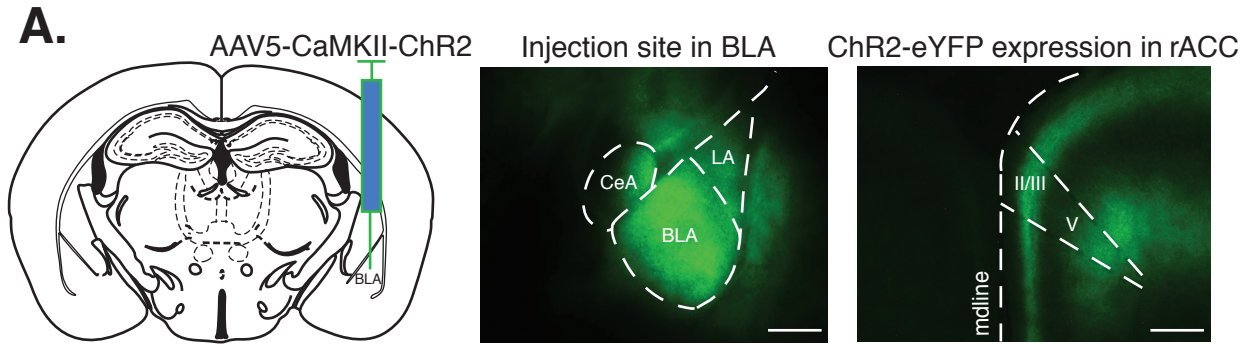 A.
AAV5-CaMKII-ChR2
BLA
Injection site in BLA
CeA
LA
BLA
ChR2-eYFP expression in rACC
II/III
V
mdline